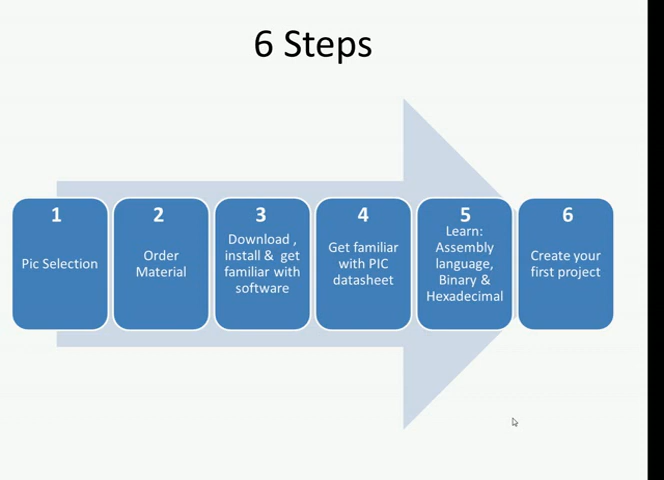 6 Steps
1
Pic Selection
2
Order
Material
3
Download ,
install & get
familiar with
software
4
Get familiar
with PIC
datasheet
5
Learn:
Assembly
language,
Binary &
Hexadecimal
6
Create your
first project